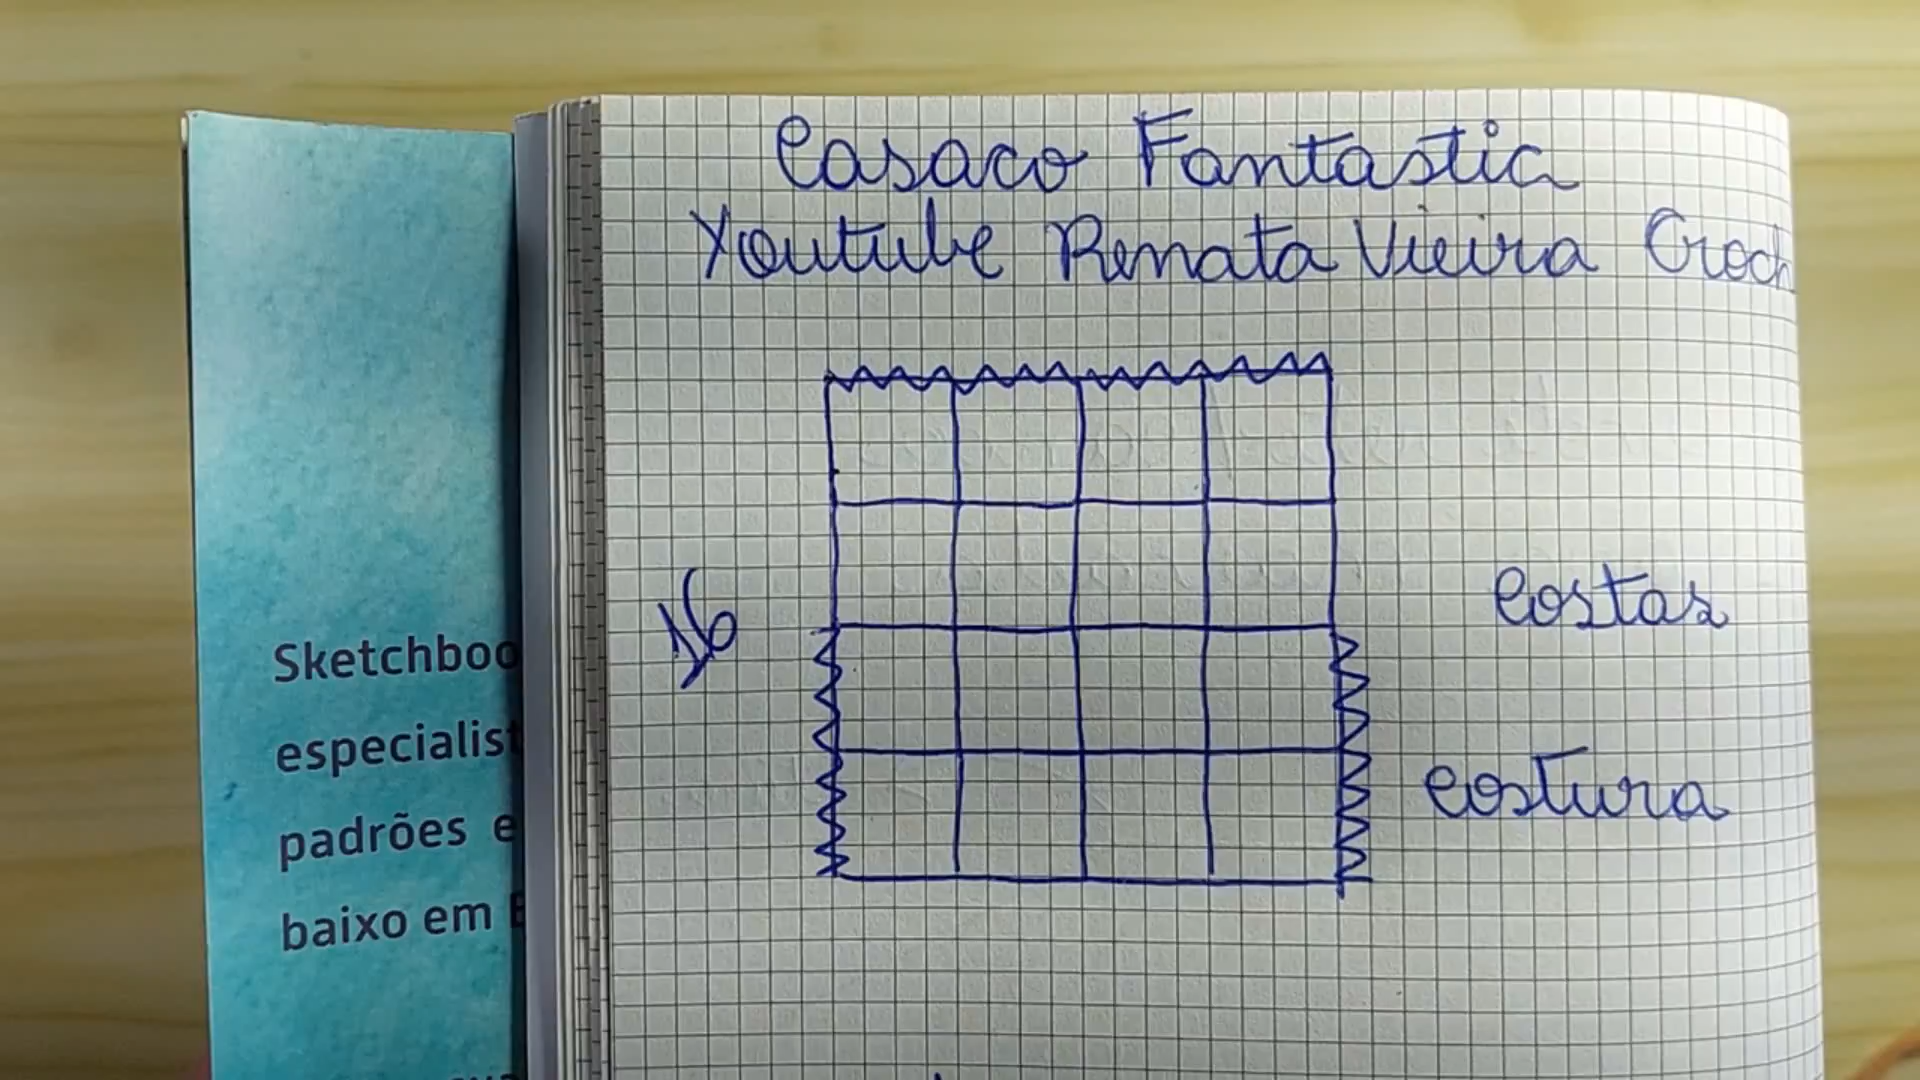 Casaco Fantastic
Youtube Renata Vieira Croch
16
costas
costura
Sketchboo
especialist
padrões e
baixo em